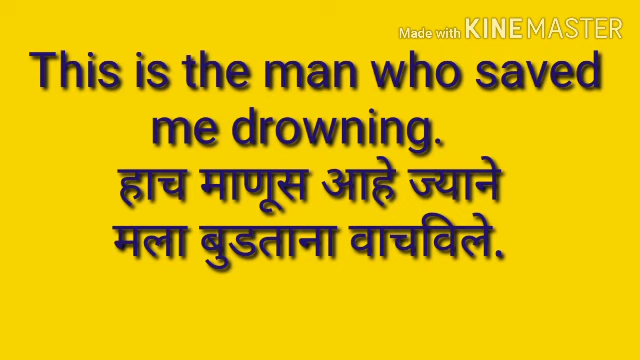 Made with KINEMASTER
This is the man who saved
me drowning.
हाच माणूस आहे ज्याने
मला बुडताना वाचविले.